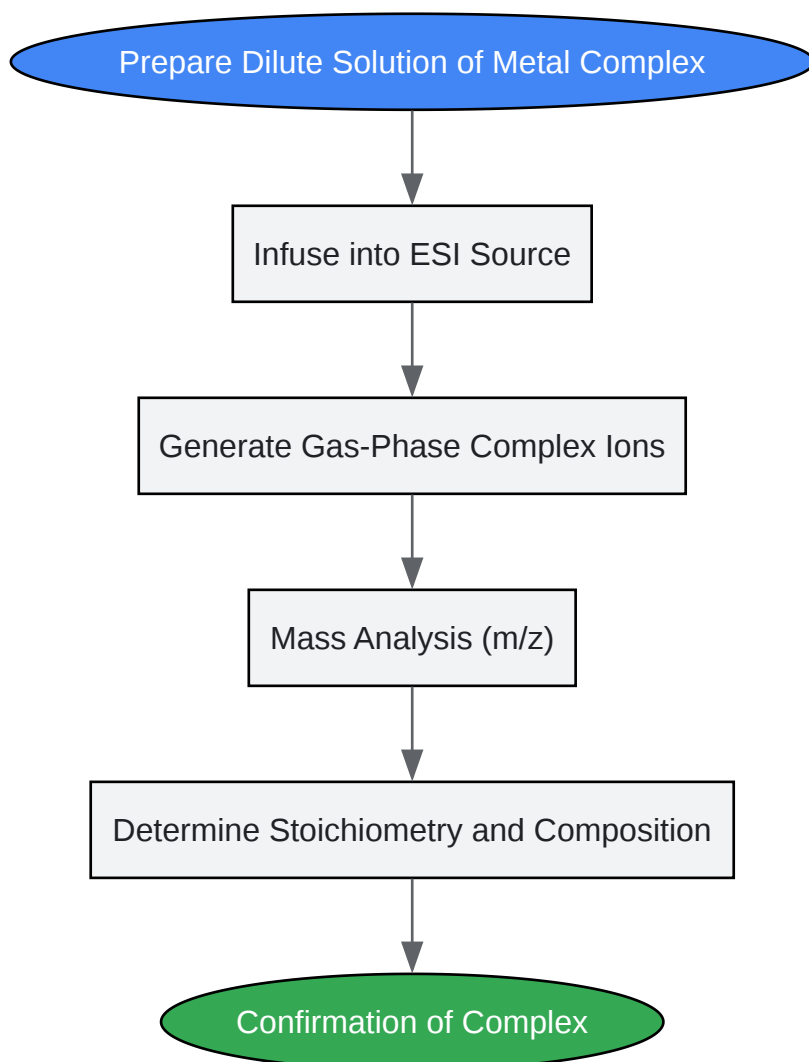 Prepare Dilute Solution of Metal Complex
Infuse into ESI Source
Generate Gas-Phase Complex Ions
Mass Analysis (m/z)
Determine Stoichiometry and Composition
Confirmation of Complex